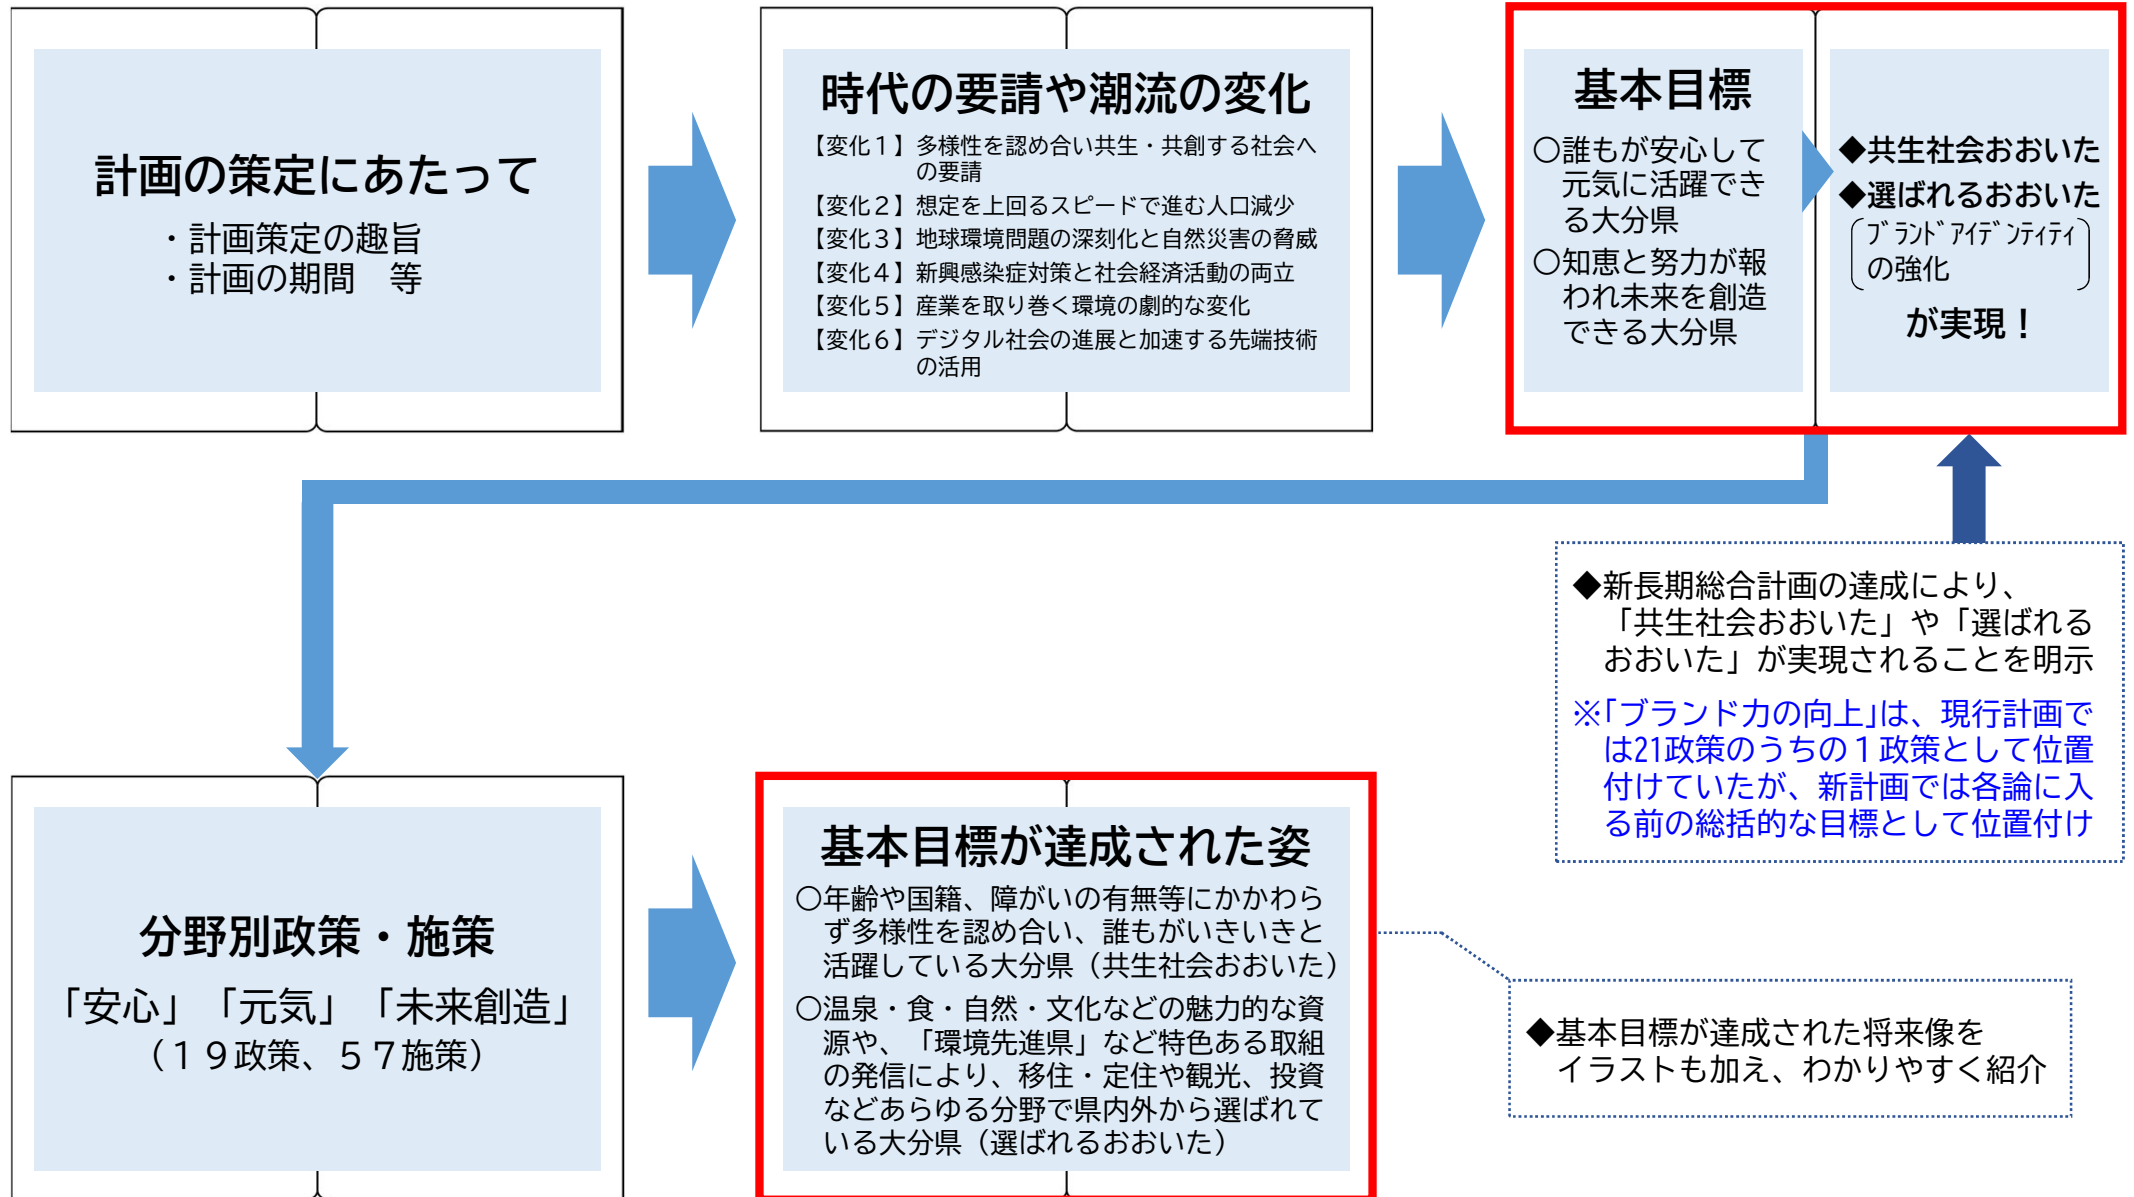 計画の策定にあたって
・計画策定の趣旨
・計画の期間　等
時代の要請や潮流の変化
【変化１】多様性を認め合い共生・共創する社会へ
の要請
【変化２】想定を上回るスピードで進む人口減少
【変化３】地球環境問題の深刻化と自然災害の脅威
【変化４】新興感染症対策と社会経済活動の両立
【変化５】産業を取り巻く環境の劇的な変化
【変化６】デジタル社会の進展と加速する先端技術
の活用
基本目標
○誰もが安心して
元気に活躍でき
る大分県
○知恵と努力が報
われ未来を創造
できる大分県
◆共生社会おおいた
◆選ばれるおおいた
ﾌﾞﾗﾝﾄﾞｱｲﾃﾞﾝﾃｨﾃｨ
の強化
が実現！
◆新長期総合計画の達成により、
「共生社会おおいた」や「選ばれる
おおいた」が実現されることを明示
※｢ブランド力の向上｣は、現行計画で
は21政策のうちの１政策として位置
付けていたが、新計画では各論に入
る前の総括的な目標として位置付け
分野別政策・施策
「安心」「元気」「未来創造」
（１９政策、５７施策）
基本目標が達成された姿
○年齢や国籍、障がいの有無等にかかわら
ず多様性を認め合い、誰もがいきいきと
活躍している大分県（共生社会おおいた）
○温泉・食・自然・文化などの魅力的な資
源や、「環境先進県」など特色ある取組
の発信により、移住・定住や観光、投資
などあらゆる分野で県内外から選ばれて
いる大分県（選ばれるおおいた）
◆基本目標が達成された将来像を
イラストも加え、わかりやすく紹介